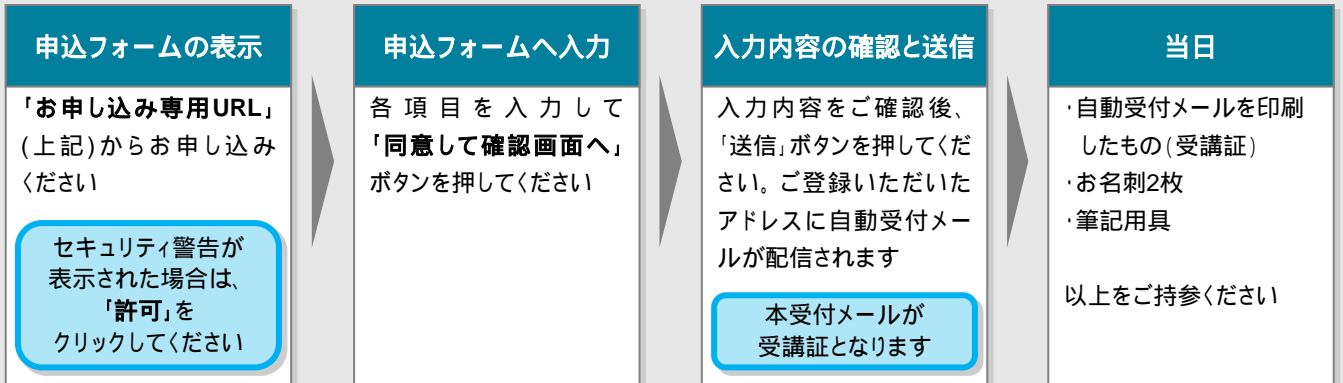 申込フォームの表示
「お申し込み専用URL」
(上記)からお申し込み
ください
セキュリティ警告が
表示された場合は、
「許可」を
クリックしてください
申込フォームへ入力
各項目を入力して
「同意して確認画面へ」
ボタンを押してください
入力内容の確認と送信
入力内容をご確認後、
「送信」ボタンを押してくだ
さい。ご登録いただいた
アドレスに自動受付メー
ルが配信されます
本受付メールが
受講証となります
当日
・自動受付メールを印刷
したもの(受講証)
・お名刺2枚
・筆記用具
以上をご持参ください